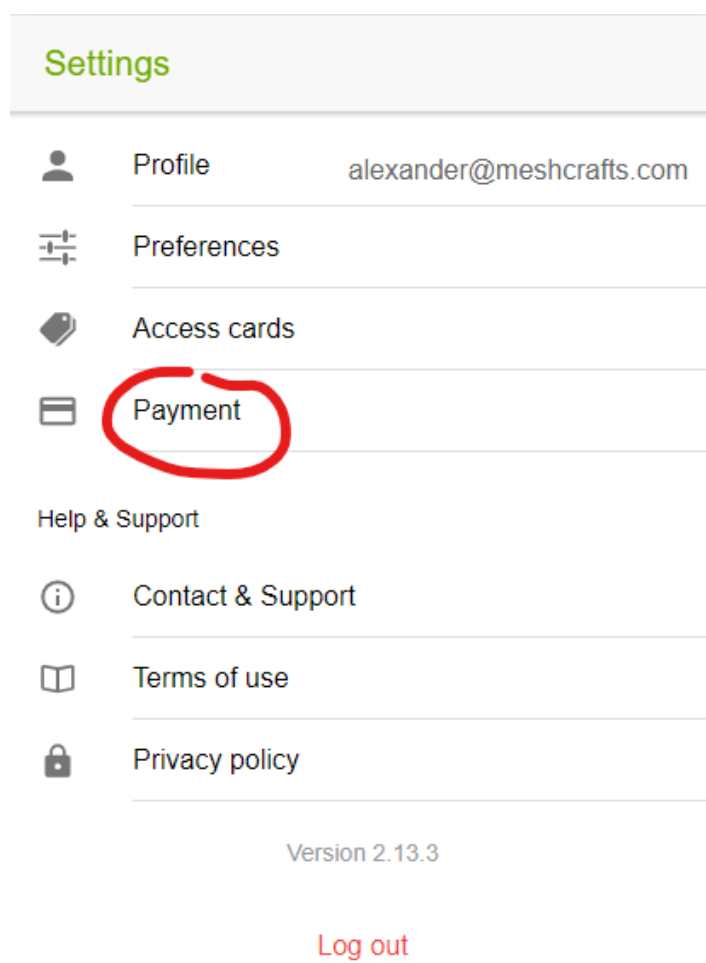 Settings
Profile alexander@meshcrafts.com
Preferences
Access cards
Payment
Help & Support
Contact & Support
Terms of use
Privacy policy
Version 2.13.3
Log out